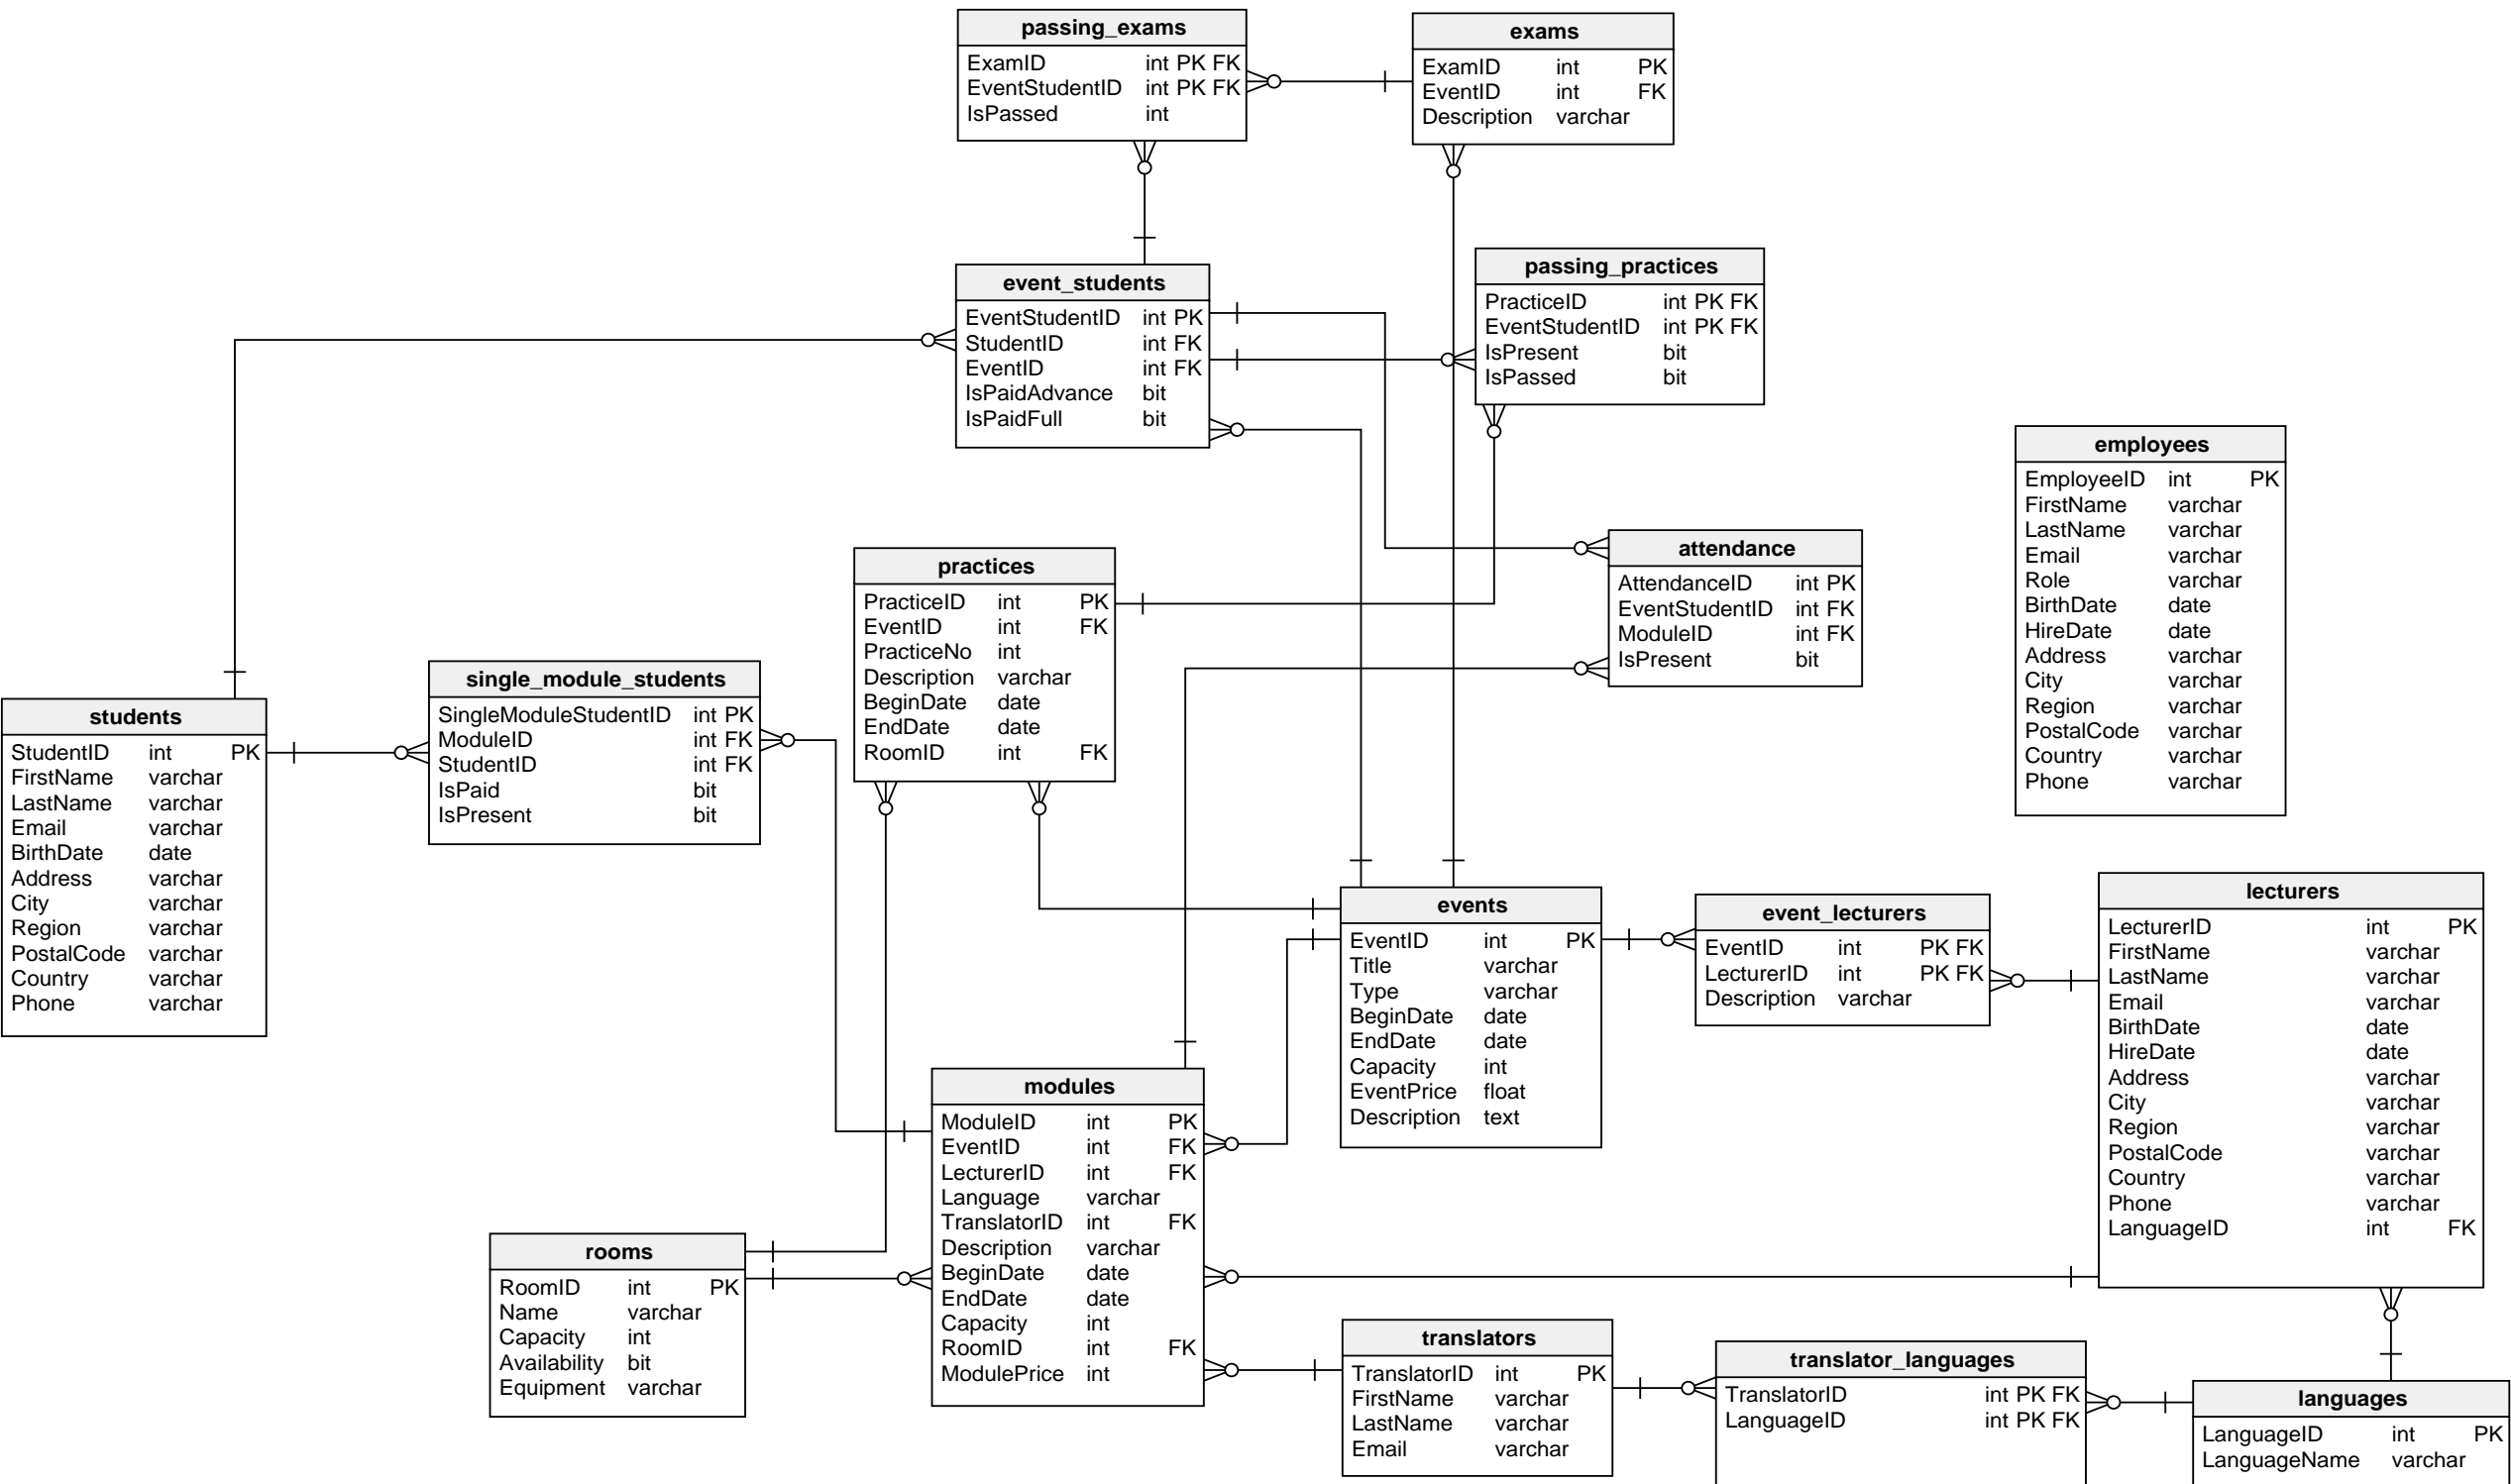 passing_exams
ExamID int PK FK
EventStudentID int PK FK
IsPassed int
exams
ExamID int PK
EventID int FK
Description varchar
event_students
EventStudentID int PK
StudentID int FK
EventID int FK
IsPaidAdvance bit
IsPaidFull bit
passing_practices
PracticeID int PK FK
EventStudentID int PK FK
IsPresent bit
IsPassed bit
employees
EmployeeID int PK
FirstName varchar
LastName varchar
Email varchar
Role varchar
BirthDate date
HireDate date
Address varchar
City varchar
Region varchar
PostalCode varchar
Country varchar
Phone varchar
practices
PracticeID int PK
EventID int FK
PracticeNo int
Description varchar
BeginDate date
EndDate date
RoomID int FK
attendance
AttendanceID int PK
EventStudentID int FK
ModuleID int FK
IsPresent bit
students
StudentID int PK
FirstName varchar
LastName varchar
Email varchar
BirthDate date
Address varchar
City varchar
Region varchar
PostalCode varchar
Country varchar
Phone varchar
single_module_students
SingleModuleStudentID int PK
ModuleID int FK
StudentID int FK
IsPaid bit
IsPresent bit
events
EventID int PK
Title varchar
Type varchar
BeginDate date
EndDate date
Capacity int
EventPrice float
Description text
event_lecturers
EventID int PK FK
LecturerID int PK FK
Description varchar
lecturers
LecturerID int PK
FirstName varchar
LastName varchar
Email varchar
BirthDate date
HireDate date
Address varchar
City varchar
Region varchar
PostalCode varchar
Country varchar
Phone varchar
LanguageID int FK
modules
ModuleID int PK
EventID int FK
LecturerID int FK
Language varchar
TranslatorID int FK
Description varchar
BeginDate date
EndDate date
Capacity int
RoomID int FK
ModulePrice int
rooms
RoomID int PK
Name varchar
Capacity int
Availability bit
Equipment varchar
translators
TranslatorID int PK
FirstName varchar
LastName varchar
Email varchar
translator_languages
TranslatorID int PK FK
LanguageID int PK FK
languages
LanguageID int PK
LanguageName varchar